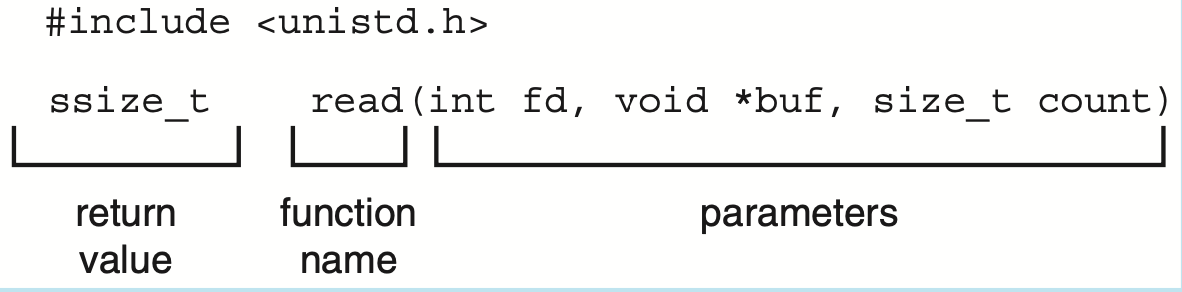 #include <unistd.h>
ssize_t read(int fd, void *buf, size_t count)
return value
function name
parameters